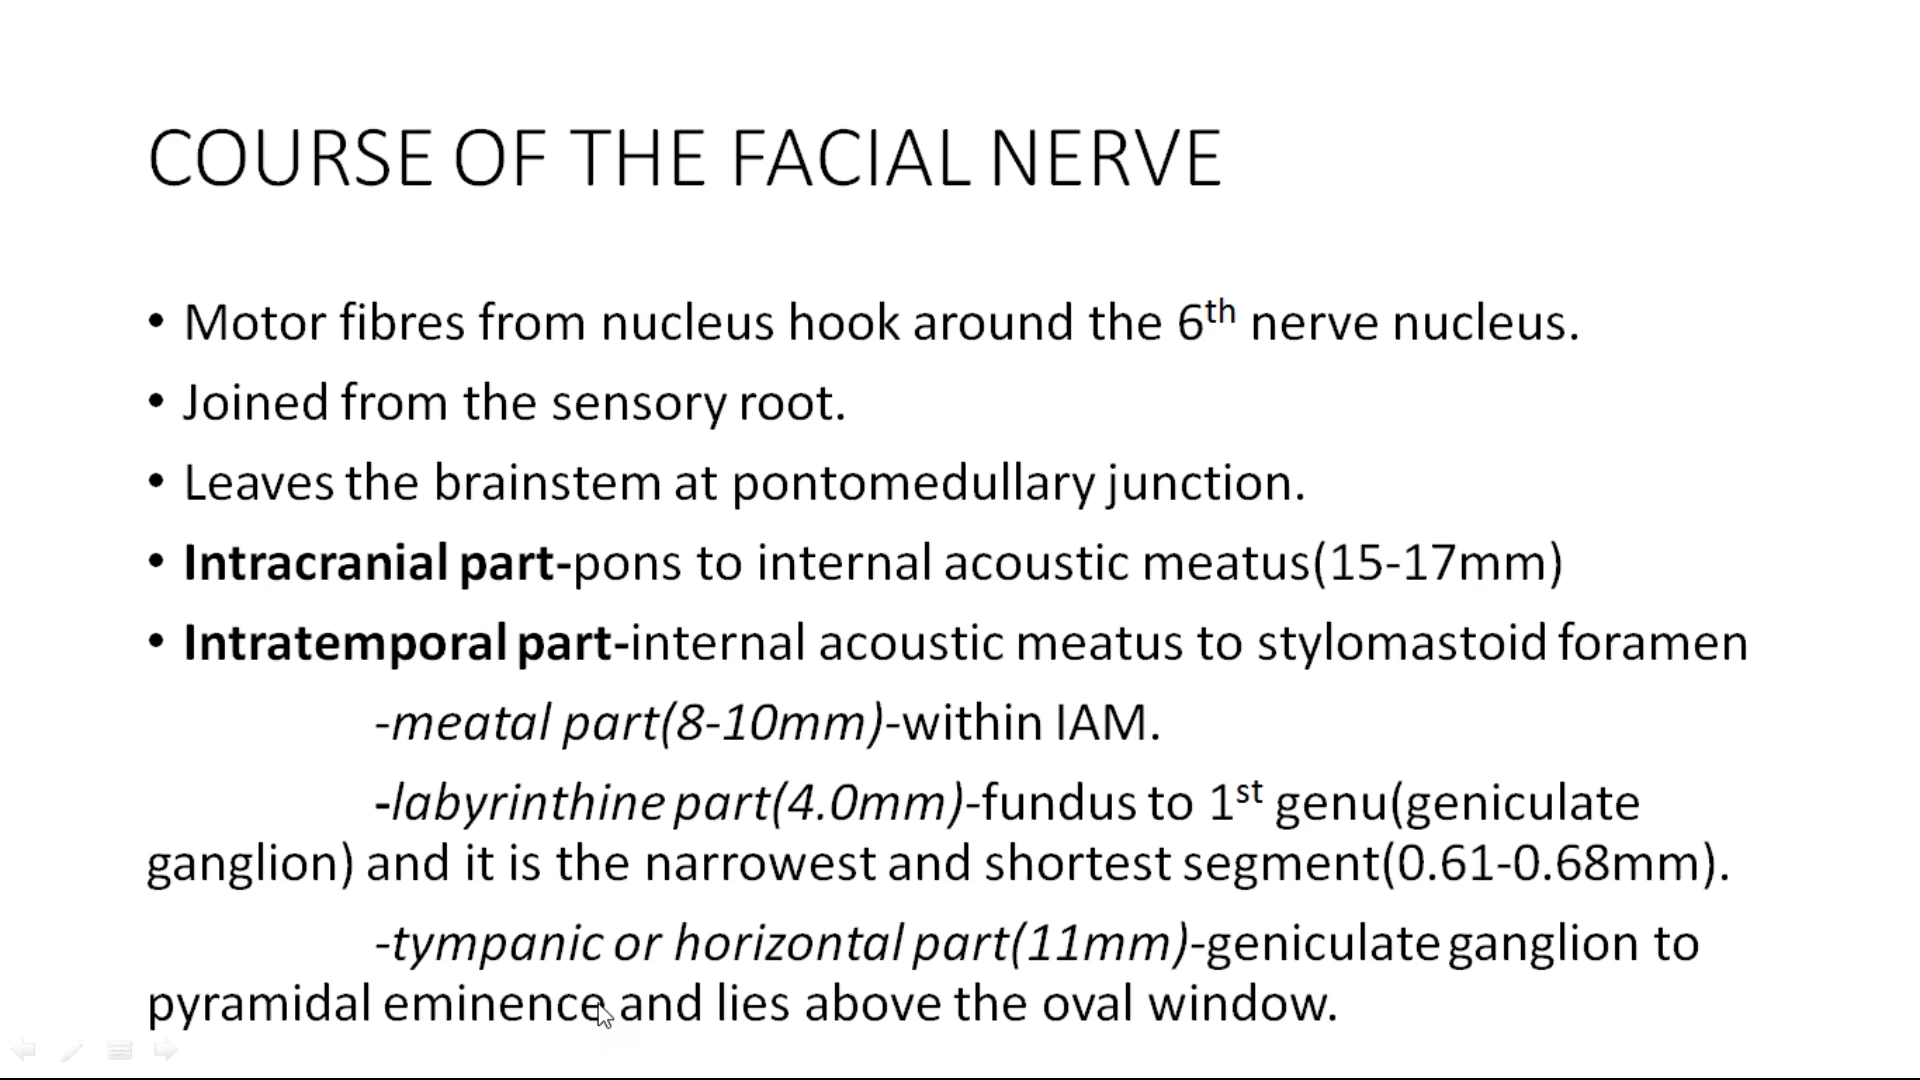 COURSE OF THE FACIAL NERVE
• Motor fibres from nucleus hook around the 6th nerve nucleus.
• Joined from the sensory root.
• Leaves the brainstem at pontomedullary junction.
• Intracranial part-pons to internal acoustic meatus(15-17mm)
• Intratemporal part-internal acoustic meatus to stylomastoid foramen
-meatal part(8-10mm)-within IAM.
-labyrinthine part(4.0mm)-fundus to 1st genu(geniculate
ganglion) and it is the narrowest and shortest segment(0.61-0.68mm).
-tympanic or horizontal part(11mm)-geniculate ganglion to
pyramidal eminence and lies above the oval window.